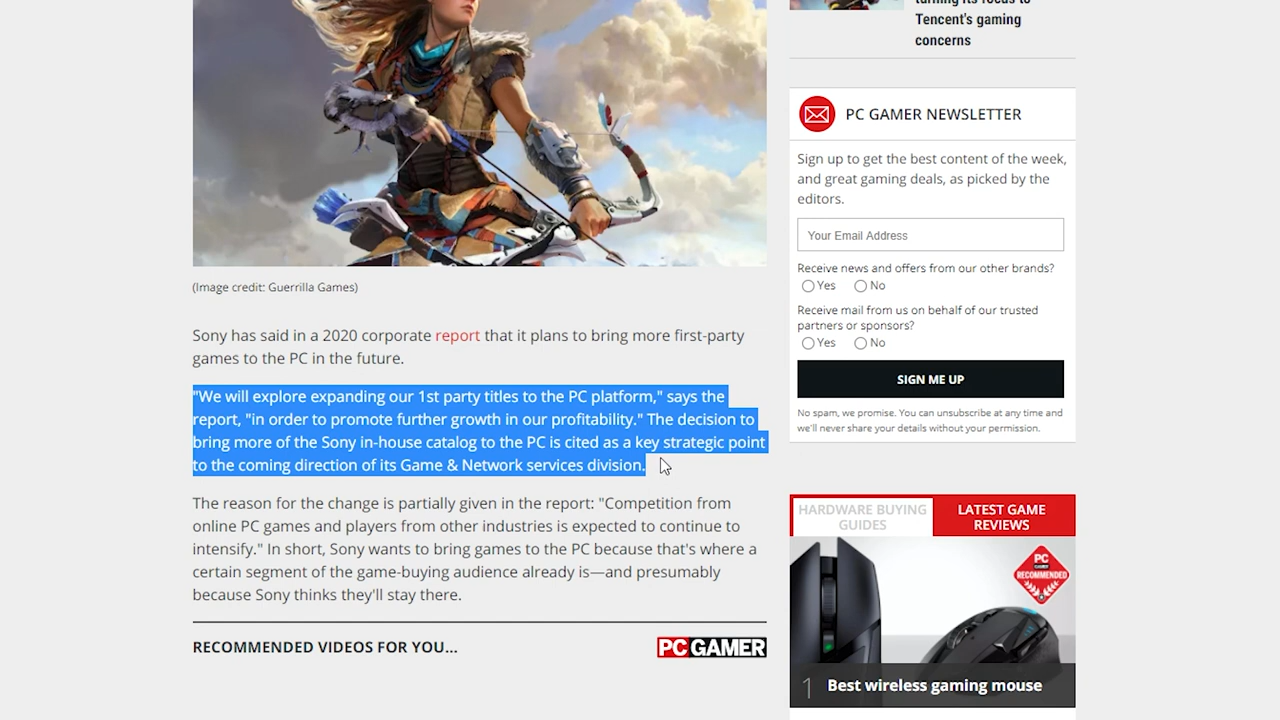 Tencent's gaming
concerns
PC GAMER NEWSLETTER
Sign up to get the best content of the week,
and great gaming deals, as picked by the
editors.
Your Email Address
Receive news and offers from our other brands?
Yes No
Receive mail from us on behalf of our trusted
partners or sponsors?
Yes No
SIGN ME UP
No spam, we promise. You can unsubscribe at any time and
we'll never share your details without your permission.
(Image credit: Guerrilla Games)
Sony has said in a 2020 corporate report that it plans to bring more first-party
games to the PC in the future.
"We will explore expanding our 1st party titles to the PC platform," says the
report, "in order to promote further growth in our profitability." The decision to
bring more of the Sony in-house catalog to the PC is cited as a key strategic point
to the coming direction of its Game & Network services division.
The reason for the change is partially given in the report: "Competition from
online PC games and players from other industries is expected to continue to
intensify." In short, Sony wants to bring games to the PC because that's where a
certain segment of the game-buying audience already is—and presumably
because Sony thinks they'll stay there.
RECOMMENDED VIDEOS FOR YOU...
PC GAMER
HARDWARE BUYING
GUIDES
LATEST GAME
REVIEWS
PC
GAMER
RECOMMENDED
1 Best wireless gaming mouse